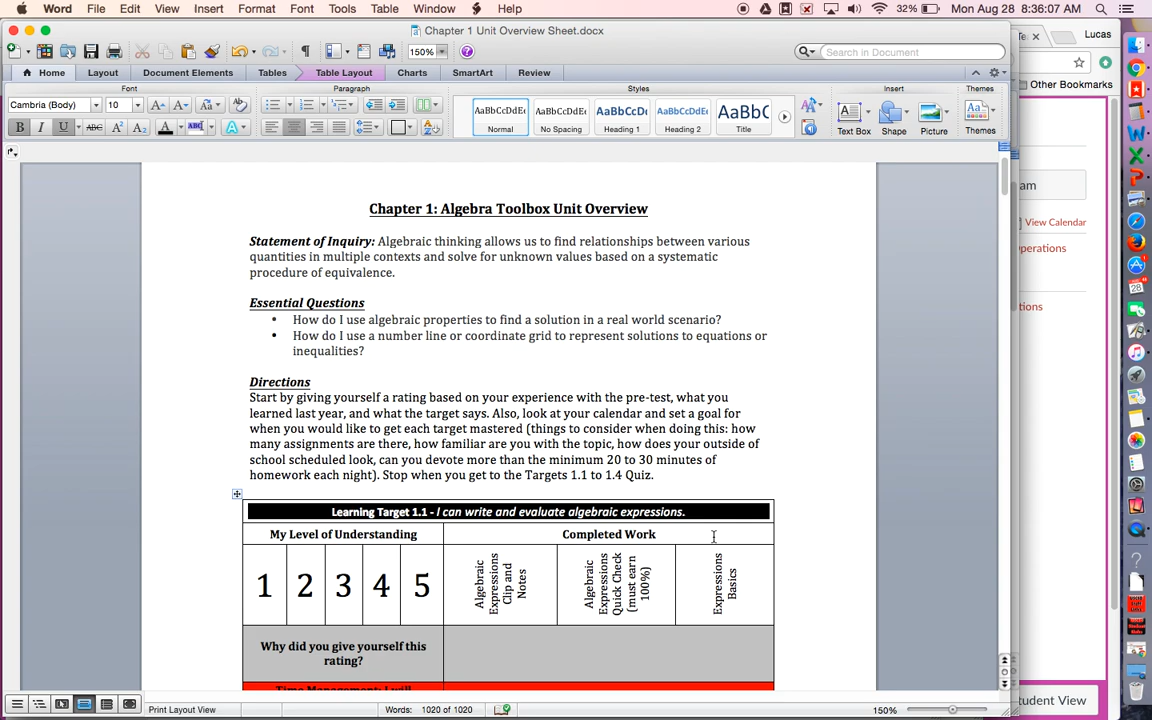 Word File Edit View Insert Format Font Tools Table Window Help 32% Mon Aug 28 8:36:07 AM
Chapter 1 Unit Overview Sheet.docx
Lucas
150%
Search in Document
Home Layout Document Elements Tables Table Layout Charts SmartArt Review
Other Bookmarks
Font Paragraph Styles Insert Themes
Cambria (Body) 10
AaBbCcDdEe AaBbCcDdEe AaBbCcDdE AaBbCcDdEe AaBbC
Normal No Spacing Heading 1 Heading 2 Title
Text Box Shape Picture Themes
am
View Calendar
perations
tions
Chapter 1: Algebra Toolbox Unit Overview
Statement of Inquiry: Algebraic thinking allows us to find relationships between various
quantities in multiple contexts and solve for unknown values based on a systematic
procedure of equivalence.
Essential Questions
• How do I use algebraic properties to find a solution in a real world scenario?
• How do I use a number line or coordinate grid to represent solutions to equations or
inequalities?
Directions
Start by giving yourself a rating based on your experience with the pre-test, what you
learned last year, and what the target says. Also, look at your calendar and set a goal for
when you would like to get each target mastered (things to consider when doing this: how
many assignments are there, how familiar are you with the topic, how does your outside of
school scheduled look, can you devote more than the minimum 20 to 30 minutes of
homework each night). Stop when you get to the Targets 1.1 to 1.4 Quiz.
Learning Target 1.1 - I can write and evaluate algebraic expressions.
My Level of Understanding Completed Work
1 2 3 4 5
Algebraic
Expressions
Clip and
Notes
Algebraic
Expressions
Quick Check
(must earn
100%)
Expressions
Basics
Why did you give yourself this
rating?
Time Management: I will
Student View
Print Layout View Words: 1020 of 1020 150%